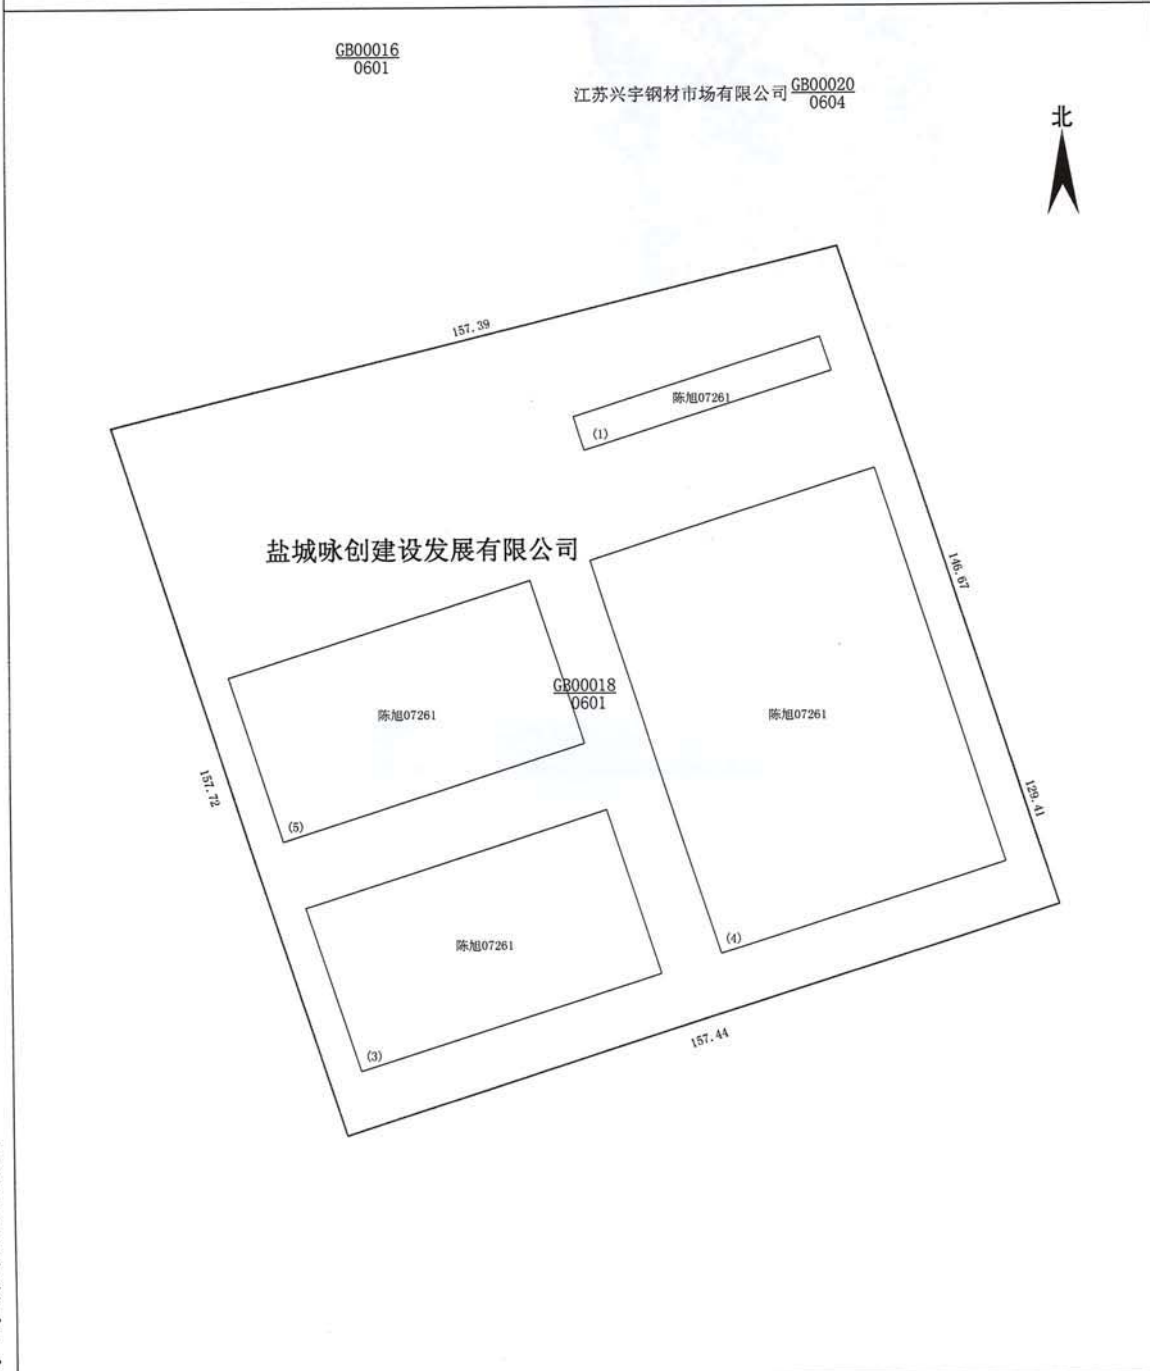 GB00016
0601
江苏兴宇钢材市场有限公司 GB00020
0604
北
157.39
陈旭07261
(1)
盐城咏创建设发展有限公司
146.67
GB00018
0601
陈旭07261
陈旭07261
157.72
129.41
(5)
(4)
陈旭07261
157.44
(3)